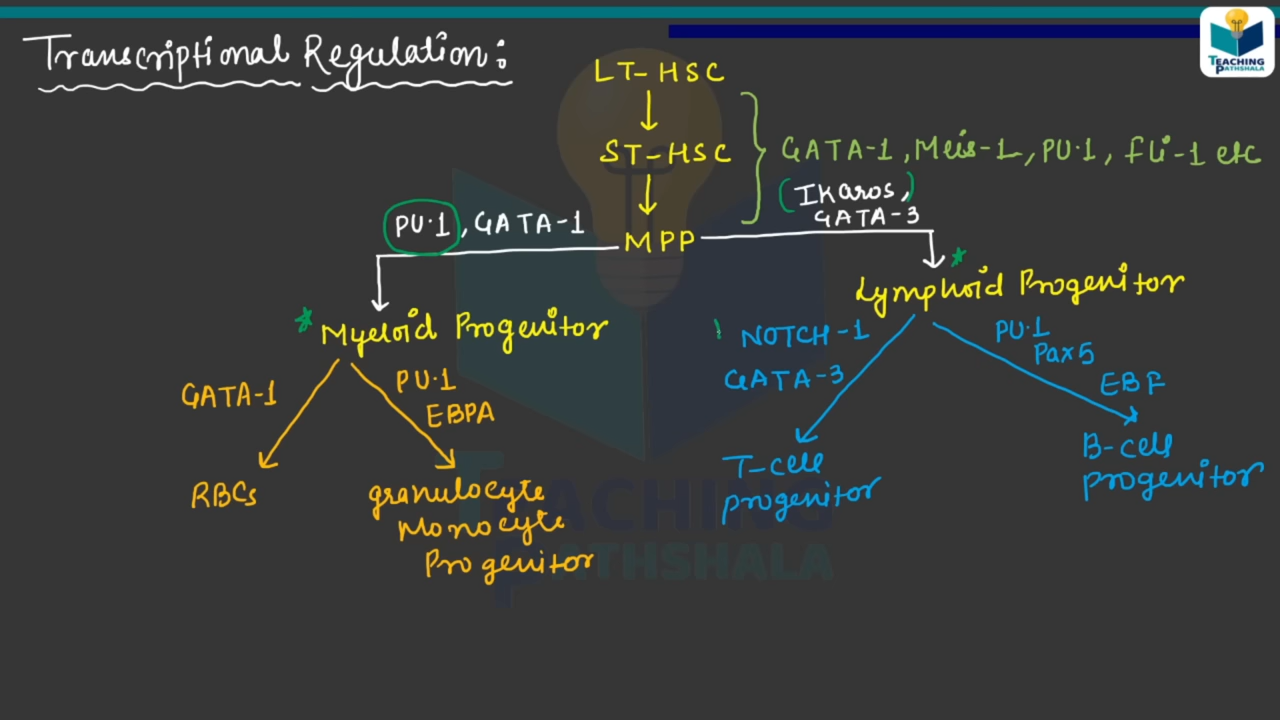 Transcriptional Regulation:
TEACHING
PATHSHALA
LT-HSC
ST-HSC
GATA-1, Meis-1, PU.1, fli-1 etc
(Ikaros,)
GATA-3
PU.1, GATA-1
MPP
Lymphoid Progenitor
Myeloid Progenitor
NOTCH-1
GATA-3
PU.1
Pax5
EBF
GATA-1
PU.1
EBPA
RBCs
granulocyte
Monocyte
Progenitor
T-cell
progenitor
B-cell
progenitor
TEACHING
PATHSHALA